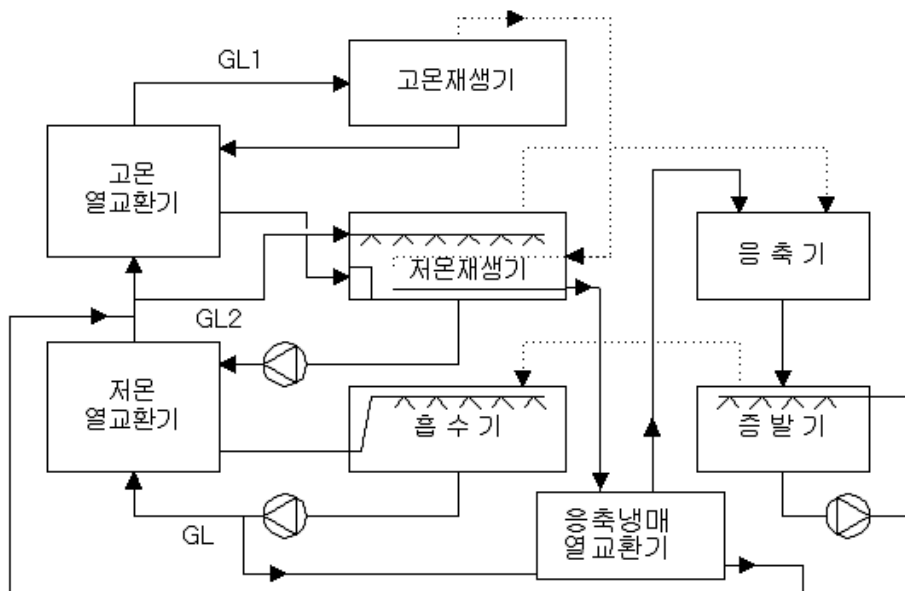 GL1
고온재생기
고온
열교환기
저온재생기
응 축 기
GL2
저온
열교환기
흡 수 기
증 발 기
GL
응축냉매
열교환기